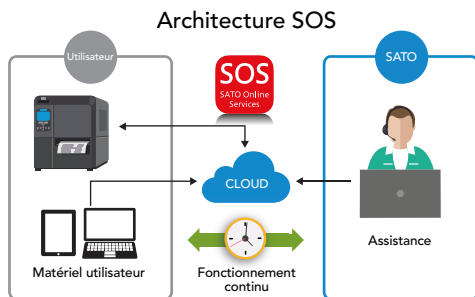 Architecture SOS
Utilisateur
SOS
SATO Online
Services
SATO
CLOUD
Matériel utilisateur
Fonctionnement
continu
Assistance